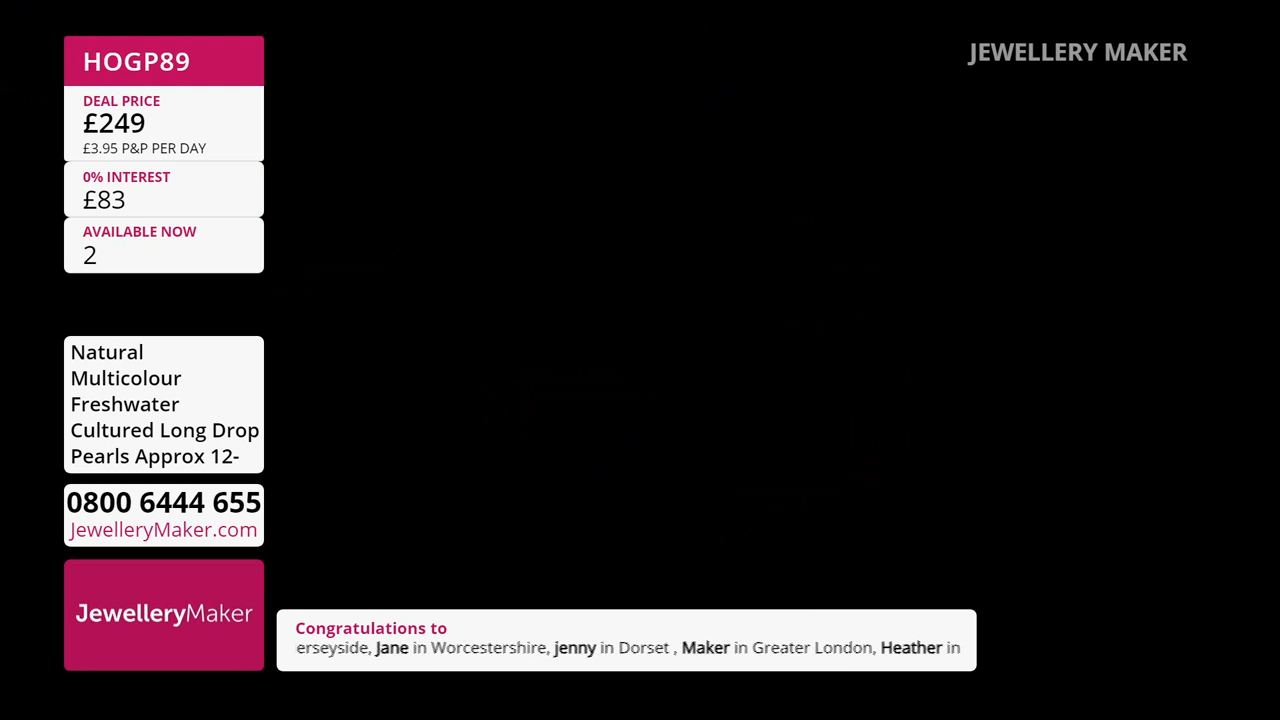 HOGP89
DEAL PRICE
£249
£3.95 P&P PER DAY
0% INTEREST
£83
AVAILABLE NOW
2
Natural
Multicolour
Freshwater
Cultured Long Drop
Pearls Approx 12-
0800 6444 655
JewelleryMaker.com
JewelleryMaker
JEWELLERY MAKER
Congratulations to
erseyside, Jane in Worcestershire, jenny in Dorset , Maker in Greater London, Heather in